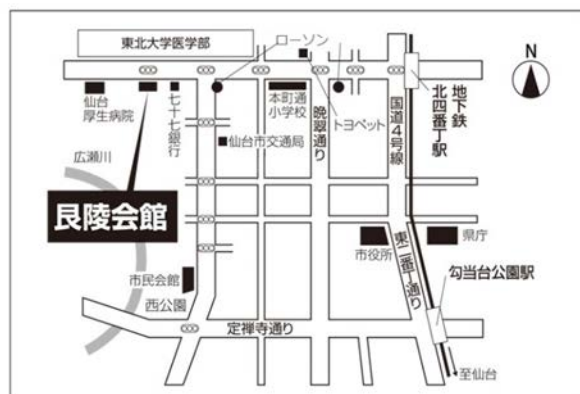 東北大学医学部
ローソン
N
仙台
厚生病院
七十七銀行
本町通
小学校
晩翠通り
トヨペット
国道4号線
地下鉄
北四番丁駅
仙台市交通局
広瀬川
艮陵会館
市役所
県庁
東二番丁通り
市民会館
西公園
勾当台公園駅
定禅寺通り
至仙台